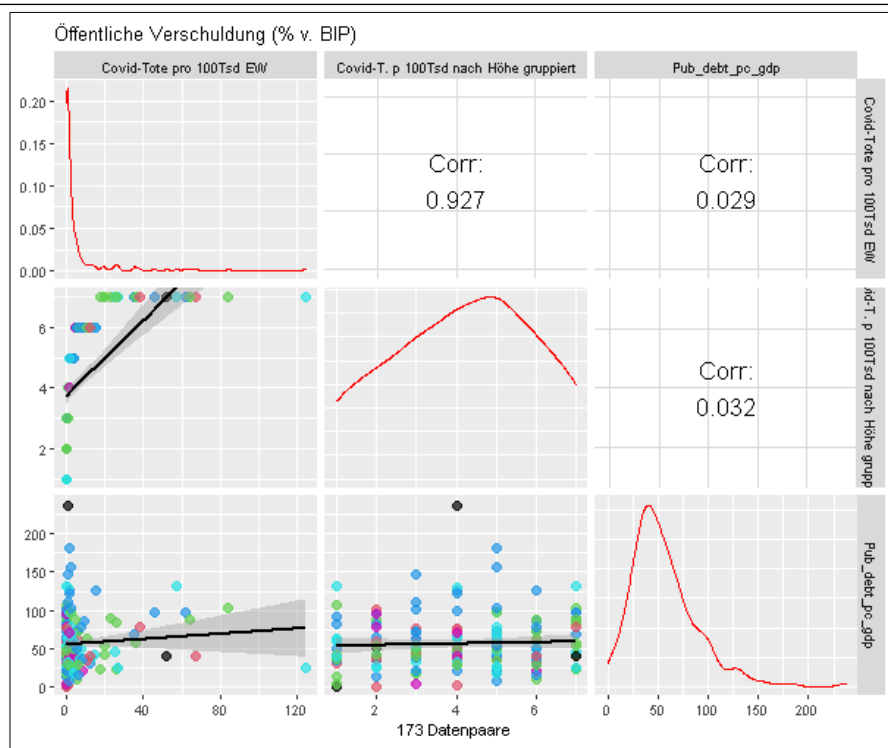 Öffentliche Verschuldung (% v. BIP)
Covid-Tote pro 100Tsd EW
Covid-T. p 100Tsd nach Höhe gruppiert
Pub_debt_pc_gdp
0.20
0.15
0.10
0.05
0.00
Corr:
0.927
Corr:
0.029
Covid-Tote pro 100Tsd EW
6
4
2
Corr:
0.032
vid-T. p 100Tsd nach Höhe grupp
200
150
100
50
0
Pub_debt_pc_gdp
0
40
80
120
2
4
6
0
50
100
150
200
173 Datenpaare